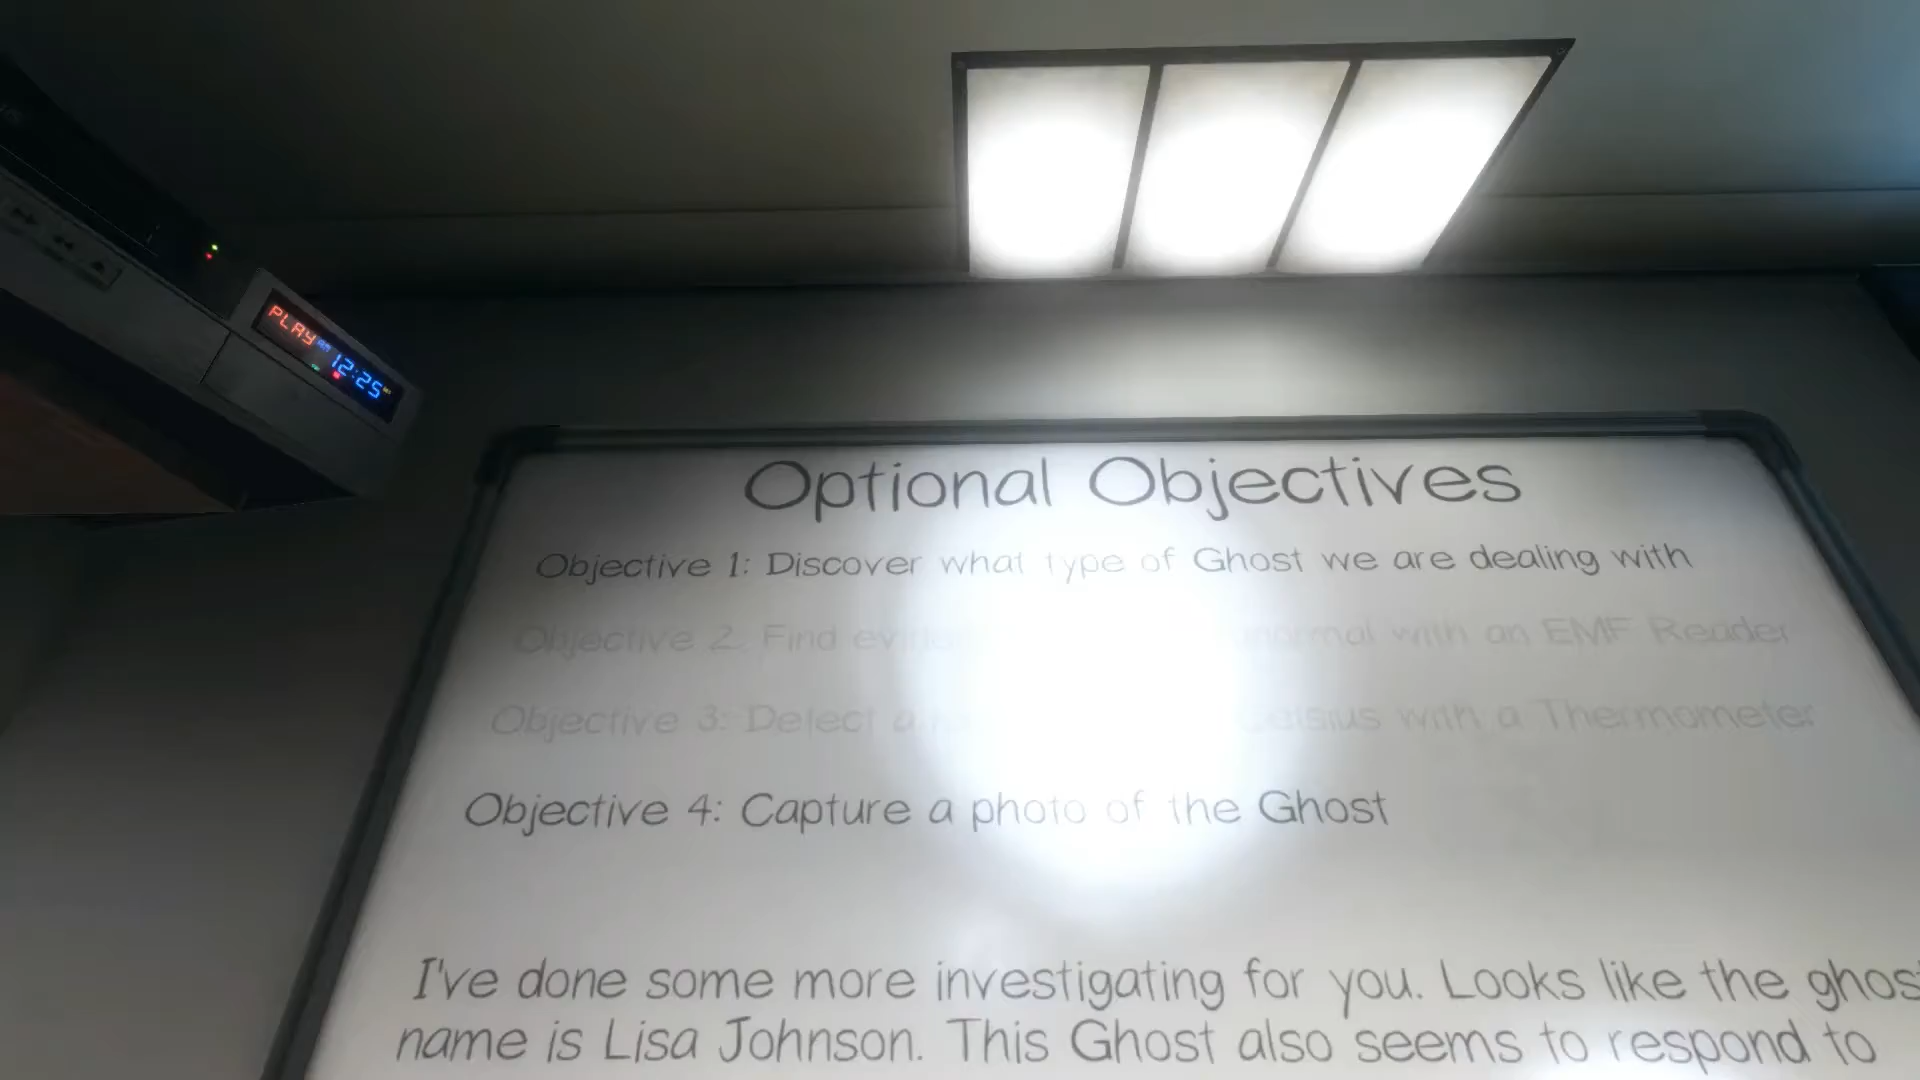 PLAY AM 12:25
Optional Objectives
Objective 1: Discover what type of Ghost we are dealing with
Objective 2: Find with an EMF Reader
Objective 3: Detect a Celsius with a Thermometer
Objective 4: Capture a photo of the Ghost
I've done some more investigating for you. Looks like the
name is Lisa Johnson. This Ghost also seems to respond to